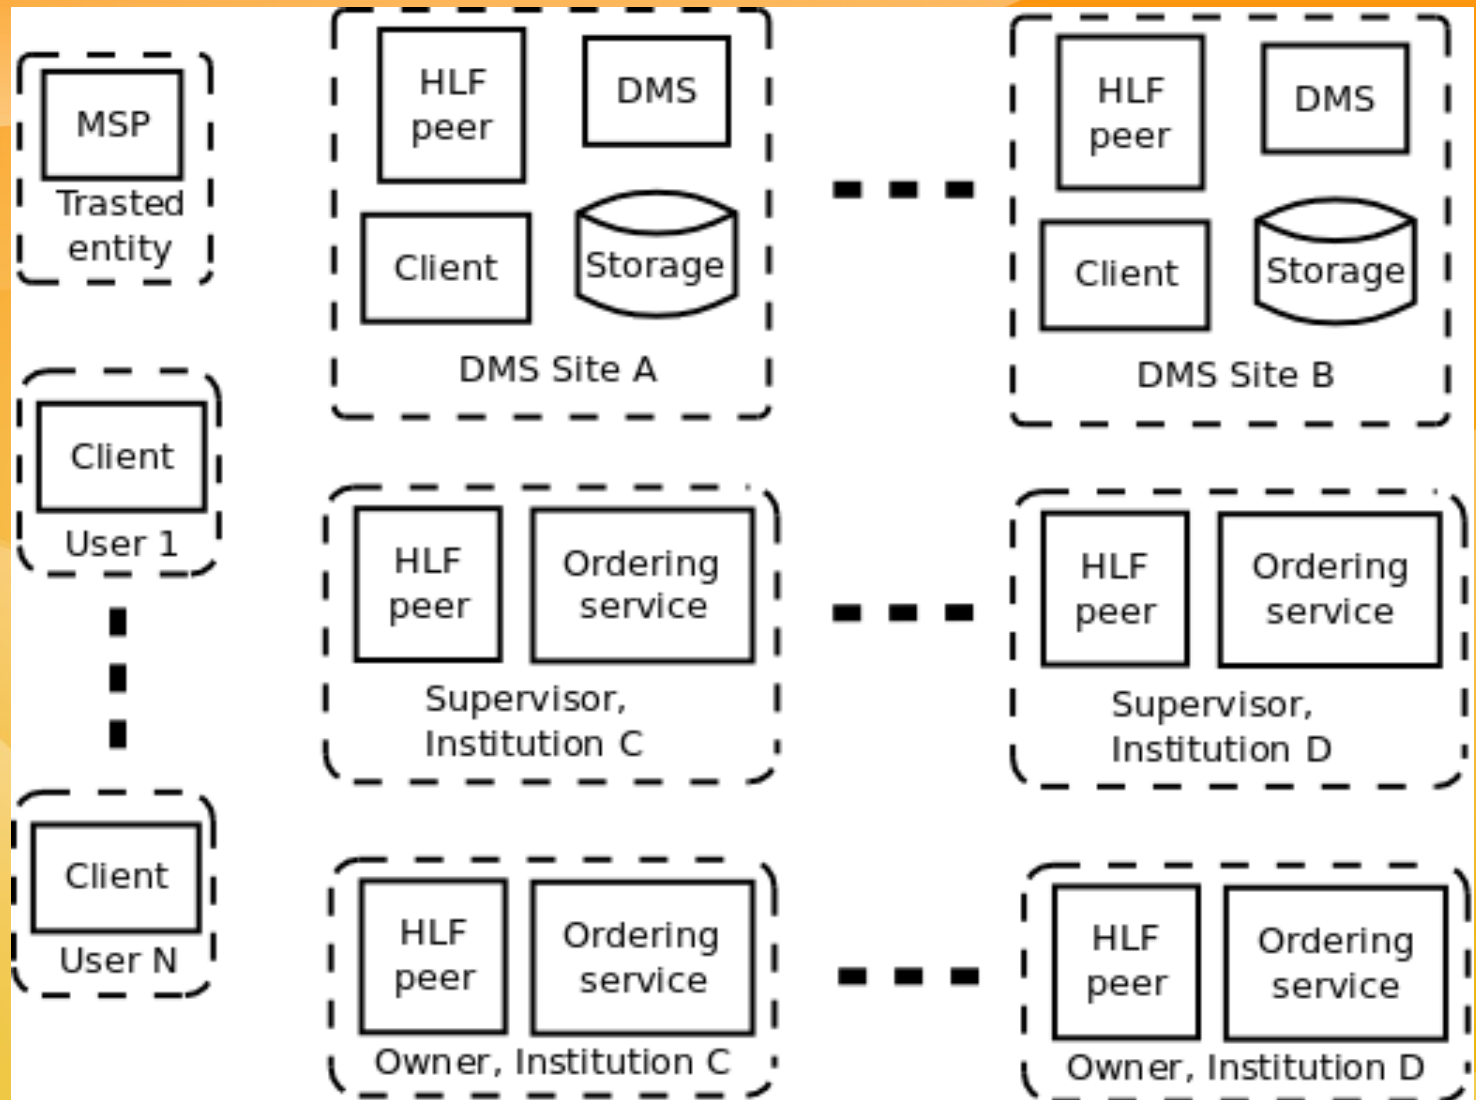 MSP
Trasted
entity
HLF
peer
DMS
Client
Storage
DMS Site A
HLF
peer
DMS
Client
Storage
DMS Site B
Client
User 1
HLF
peer
Ordering
service
Supervisor,
Institution C
HLF
peer
Ordering
service
Supervisor,
Institution D
Client
User N
HLF
peer
Ordering
service
Owner, Institution C
HLF
peer
Ordering
service
Owner, Institution D